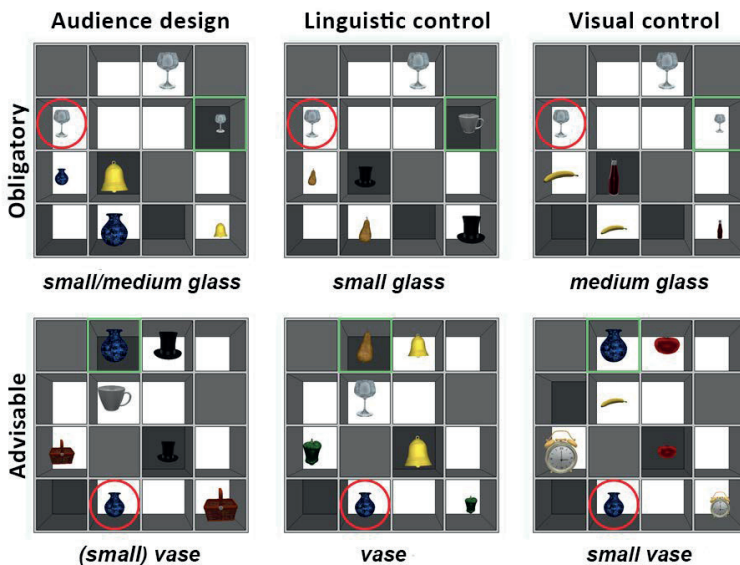 Audience design
Linguistic control
Visual control
Obligatory
small/medium glass
small glass
medium glass
Advisable
(small) vase
vase
small vase